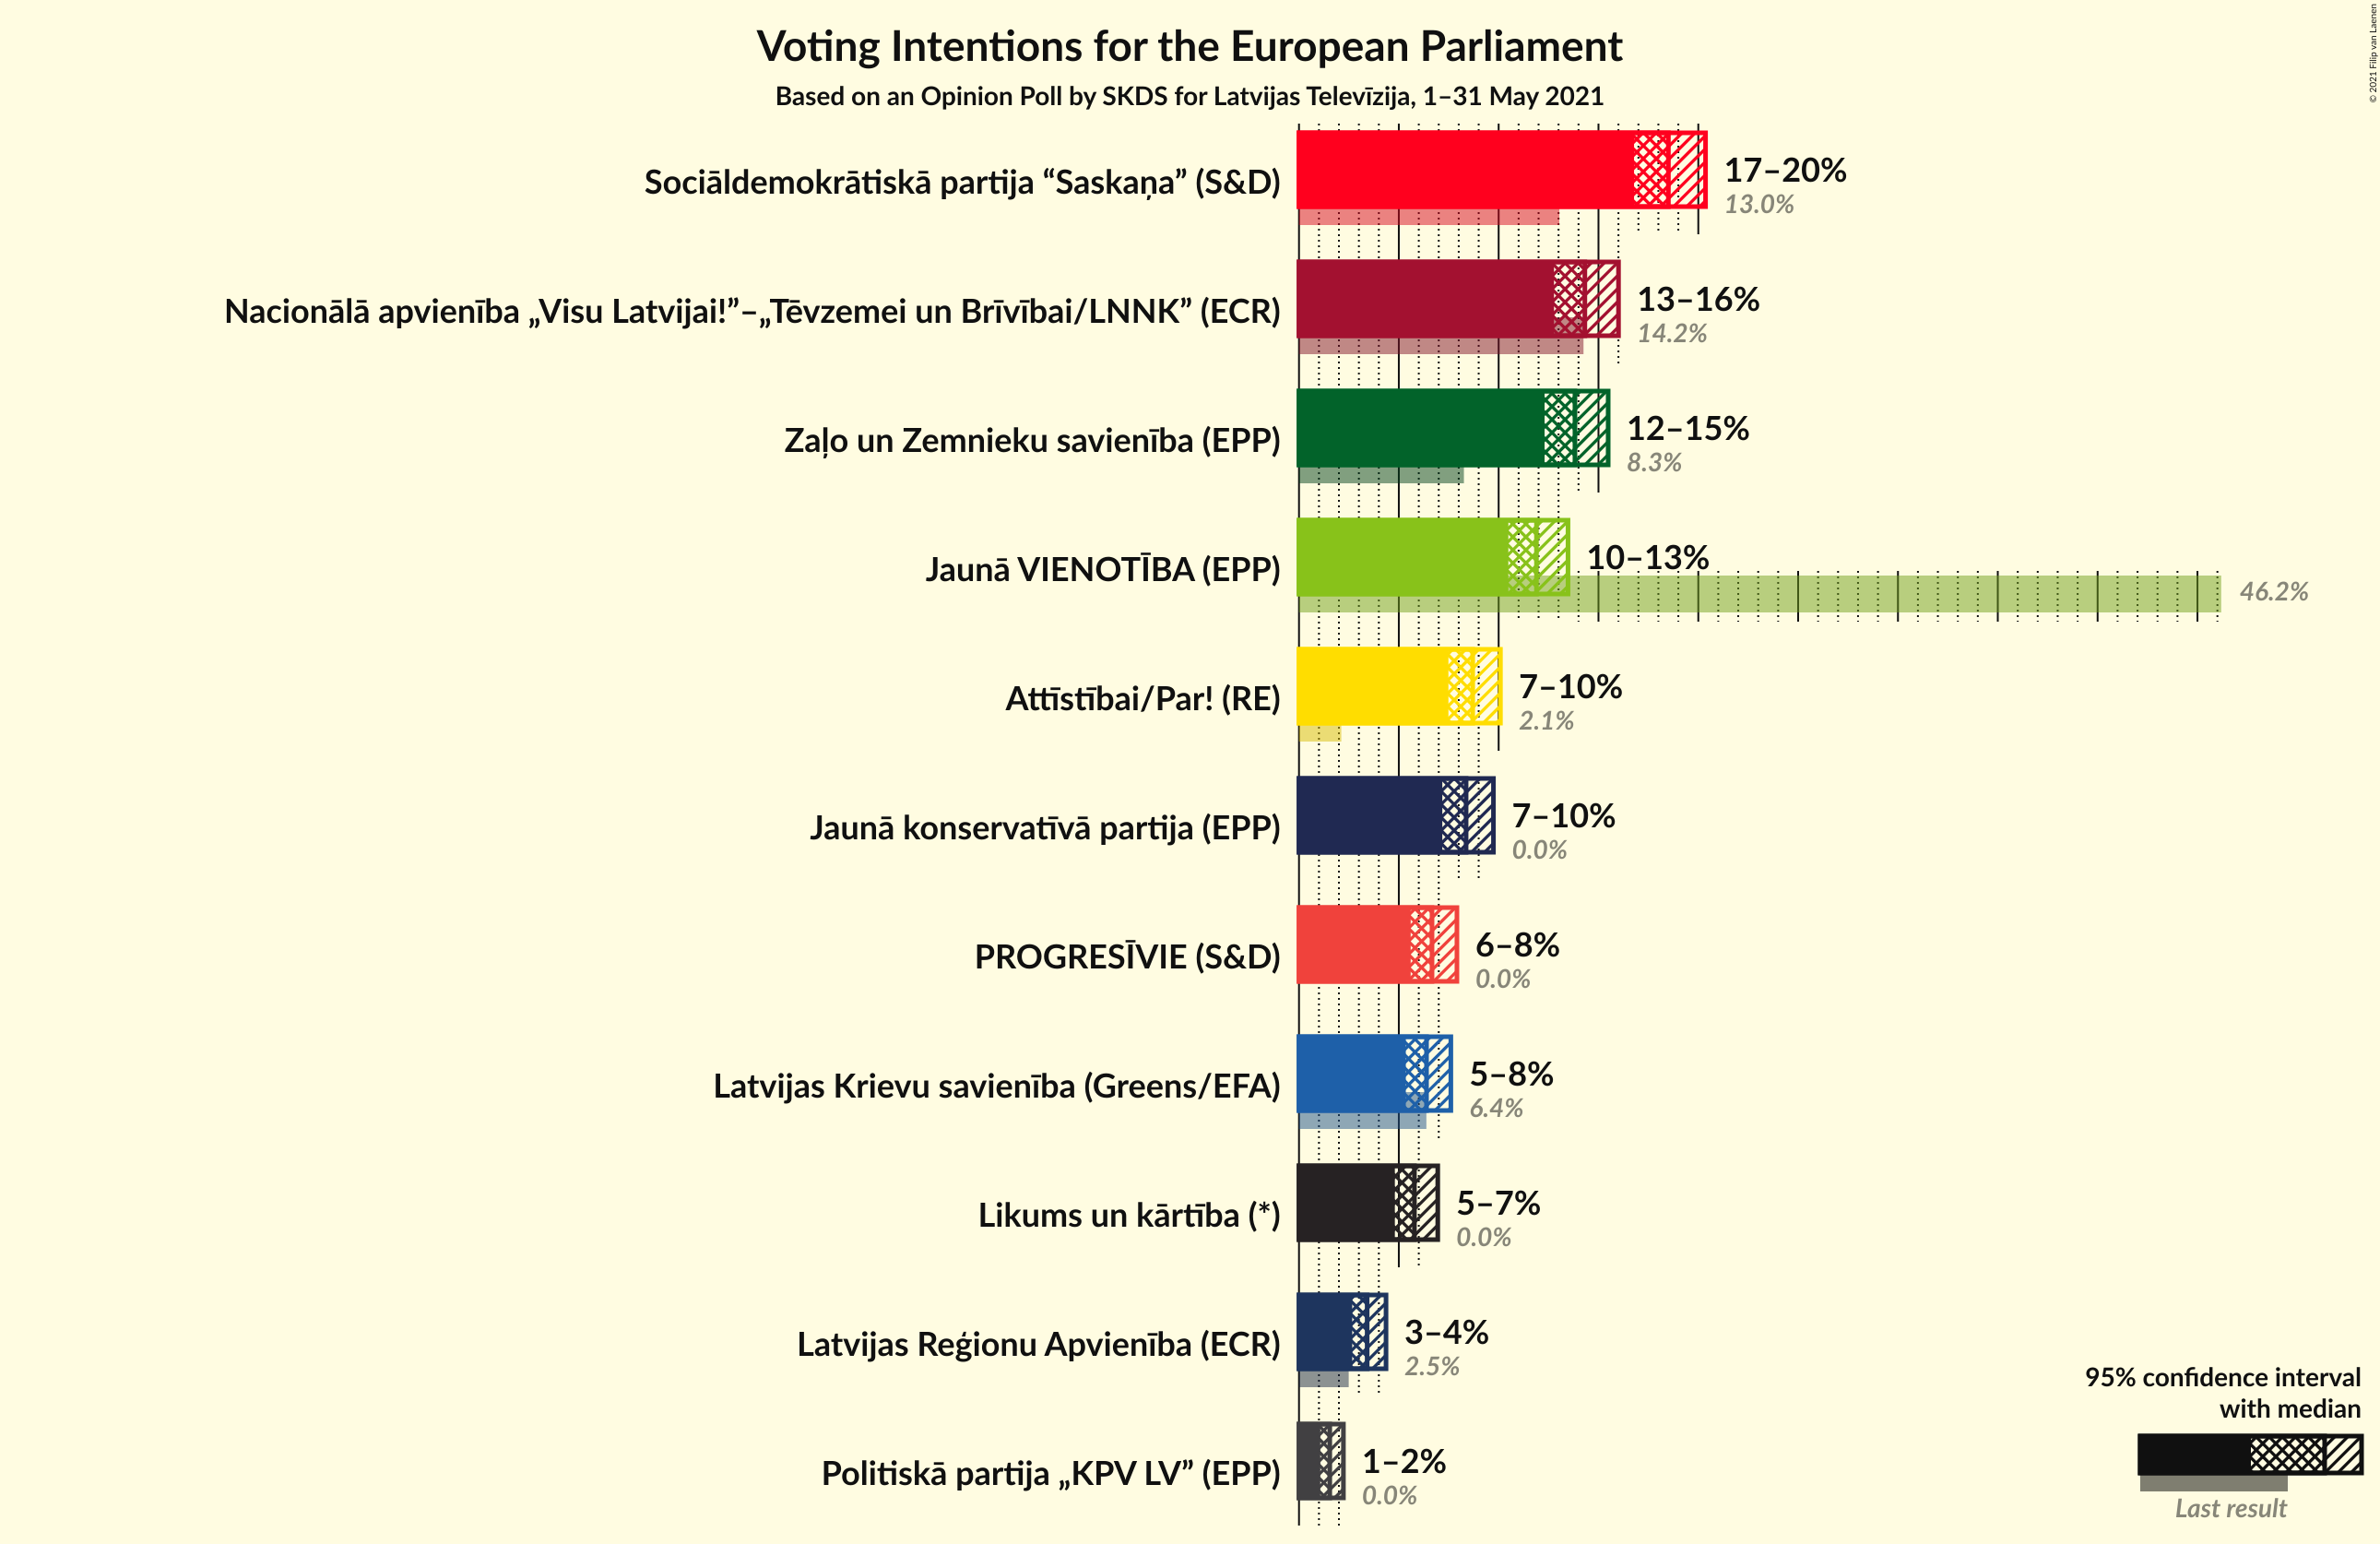 Voting Intentions for the European Parliament
Based on an Opinion Poll by SKDS for Latvijas Televīzija, 1–31 May 2021
© 2021 Filip van Laenen
Sociāldemokrātiskā partija “Saskaņa” (S&D)
17–20%
13.0%
Nacionālā apvienība „Visu Latvijai!”–„Tēvzemei un Brīvībai/LNNK” (ECR)
13–16%
14.2%
Zaļo un Zemnieku savienība (EPP)
12–15%
8.3%
Jaunā VIENOTĪBA (EPP)
10–13%
46.2%
Attīstībai/Par! (RE)
7–10%
2.1%
Jaunā konservatīvā partija (EPP)
7–10%
0.0%
PROGRESĪVIE (S&D)
6–8%
0.0%
Latvijas Krievu savienība (Greens/EFA)
5–8%
6.4%
Likums un kārtība (*)
5–7%
0.0%
Latvijas Reģionu Apvienība (ECR)
3–4%
2.5%
Politiskā partija „KPV LV” (EPP)
1–2%
0.0%
95% confidence interval
with median
Last result